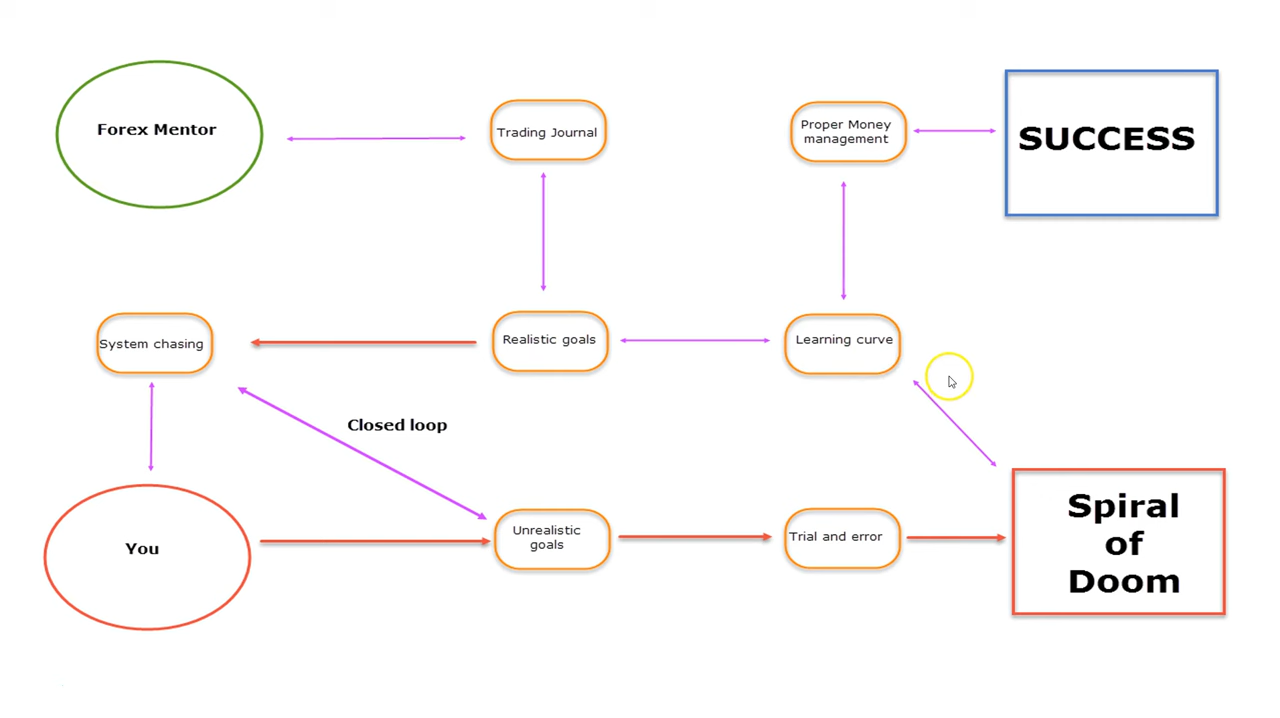 Forex Mentor
Trading Journal
Proper Money
management
SUCCESS
System chasing
Realistic goals
Learning curve
Closed loop
You
Unrealistic
goals
Trial and error
Spiral
of
Doom